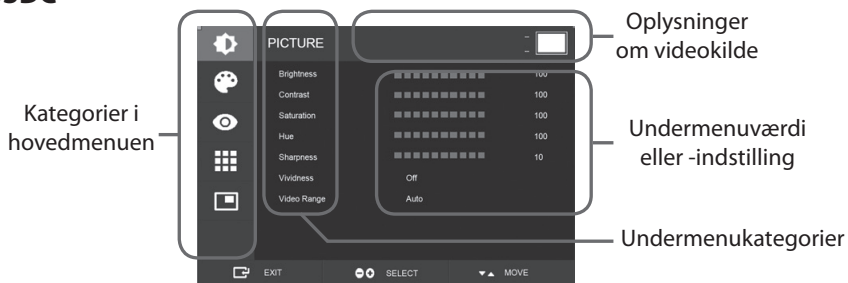 Oplysninger
om videokilde
Kategorier i
hovedmenuen
PICTURE
Brightness 100
Contrast 100
Saturation 100
Hue 100
Sharpness 10
Vividness Off
Video Range Auto
Undermenuværdi
eller -indstilling
Undermenukategorier
EXIT SELECT MOVE